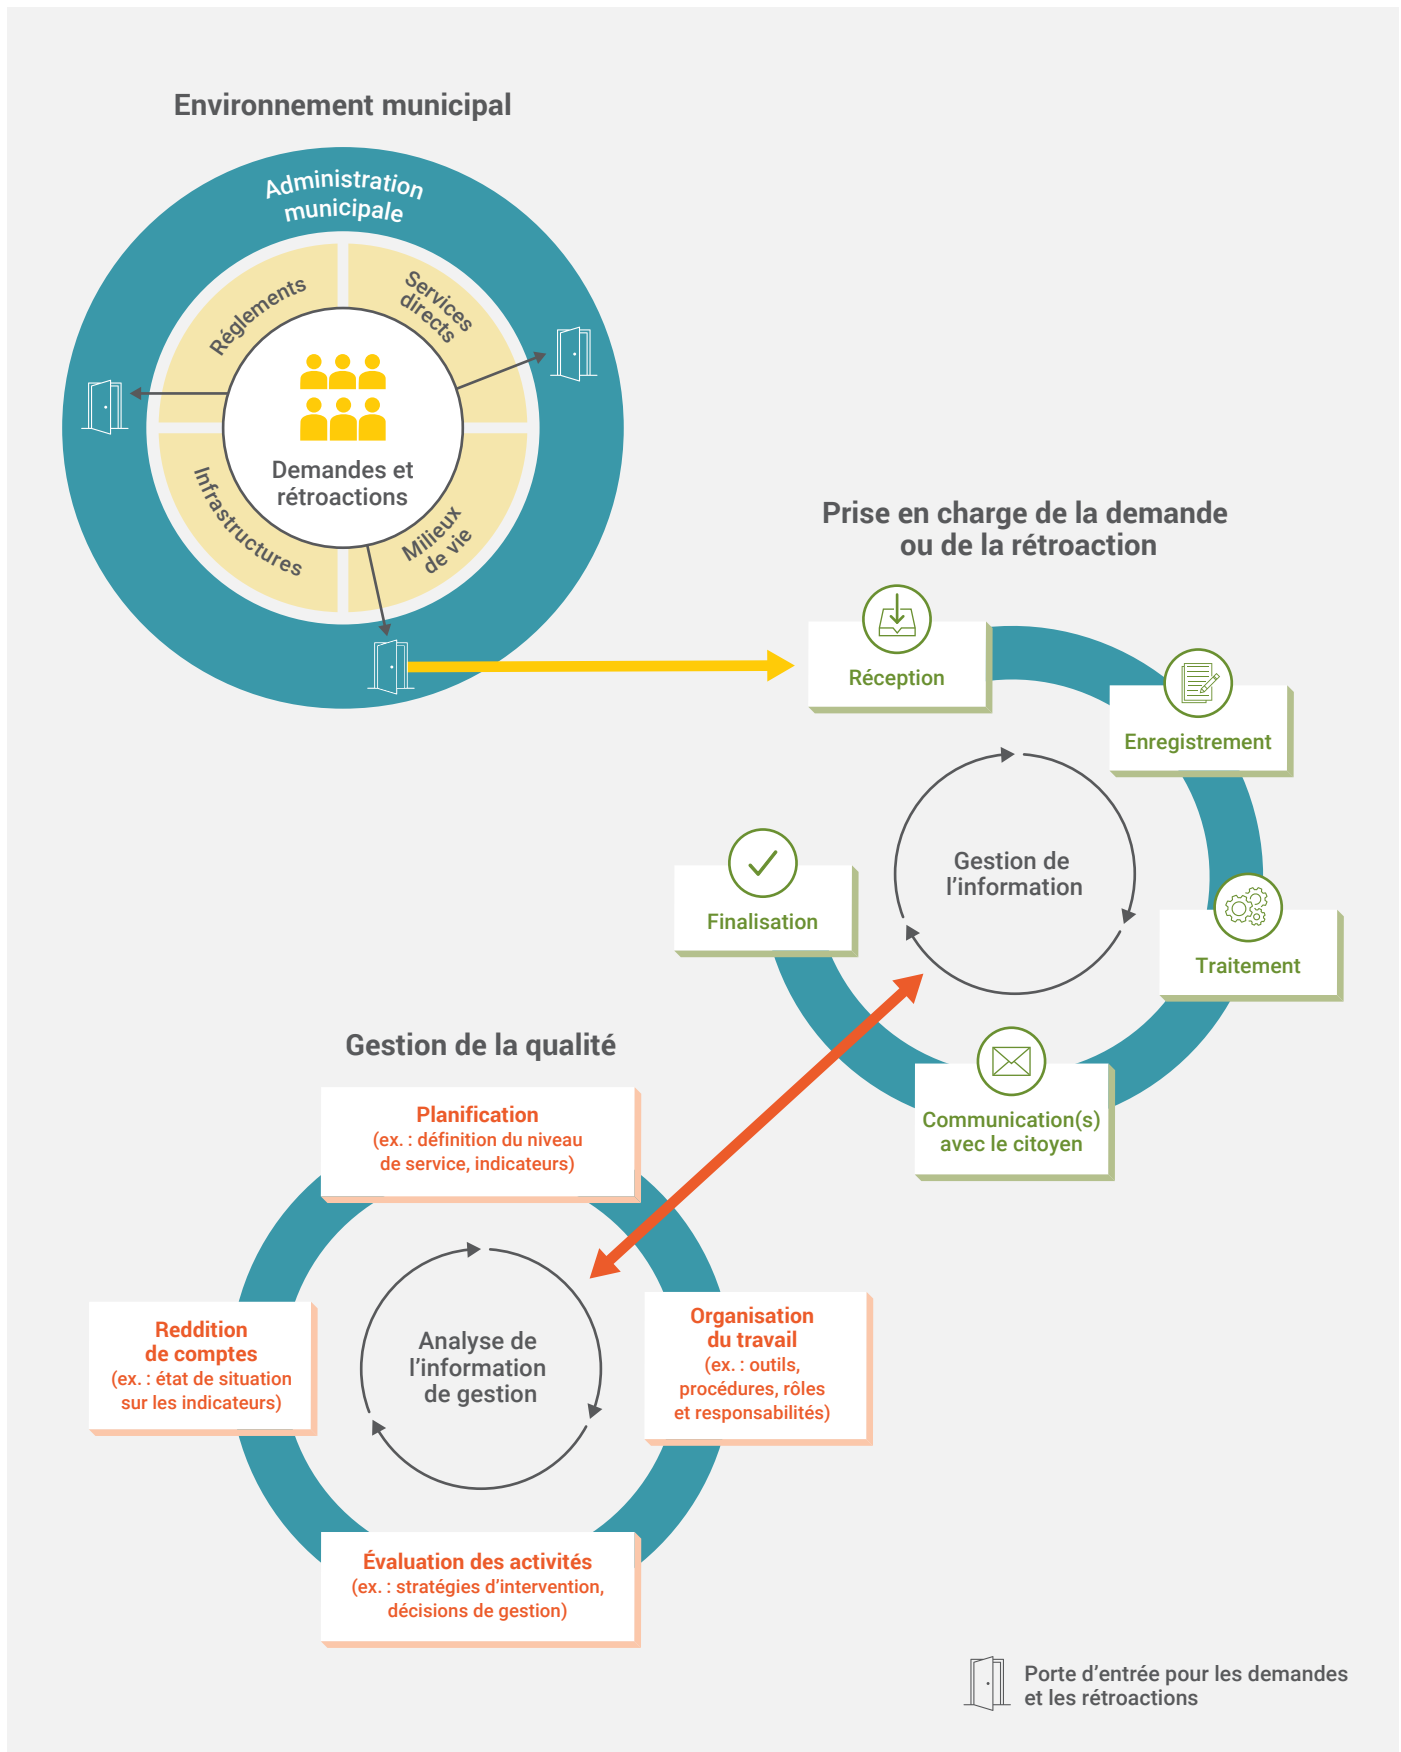 Environnement municipal
Administration
municipale
Réglements
Services
directs
Demandes et
rétroactions
Infrastructures
Milieux
de vie
Prise en charge de la demande
ou de la rétroaction
Réception
Enregistrement
Gestion de
l’information
Finalisation
Traitement
Communication(s)
avec le citoyen
Gestion de la qualité
Planification
(ex. : définition du niveau
de service, indicateurs)
Reddition
de comptes
(ex. : état de situation
sur les indicateurs)
Analyse de
l’information
de gestion
Organisation
du travail
(ex. : outils,
procédures, rôles
et responsabilités)
Évaluation des activités
(ex. : stratégies d’intervention,
décisions de gestion)
Porte d’entrée pour les demandes
et les rétroactions